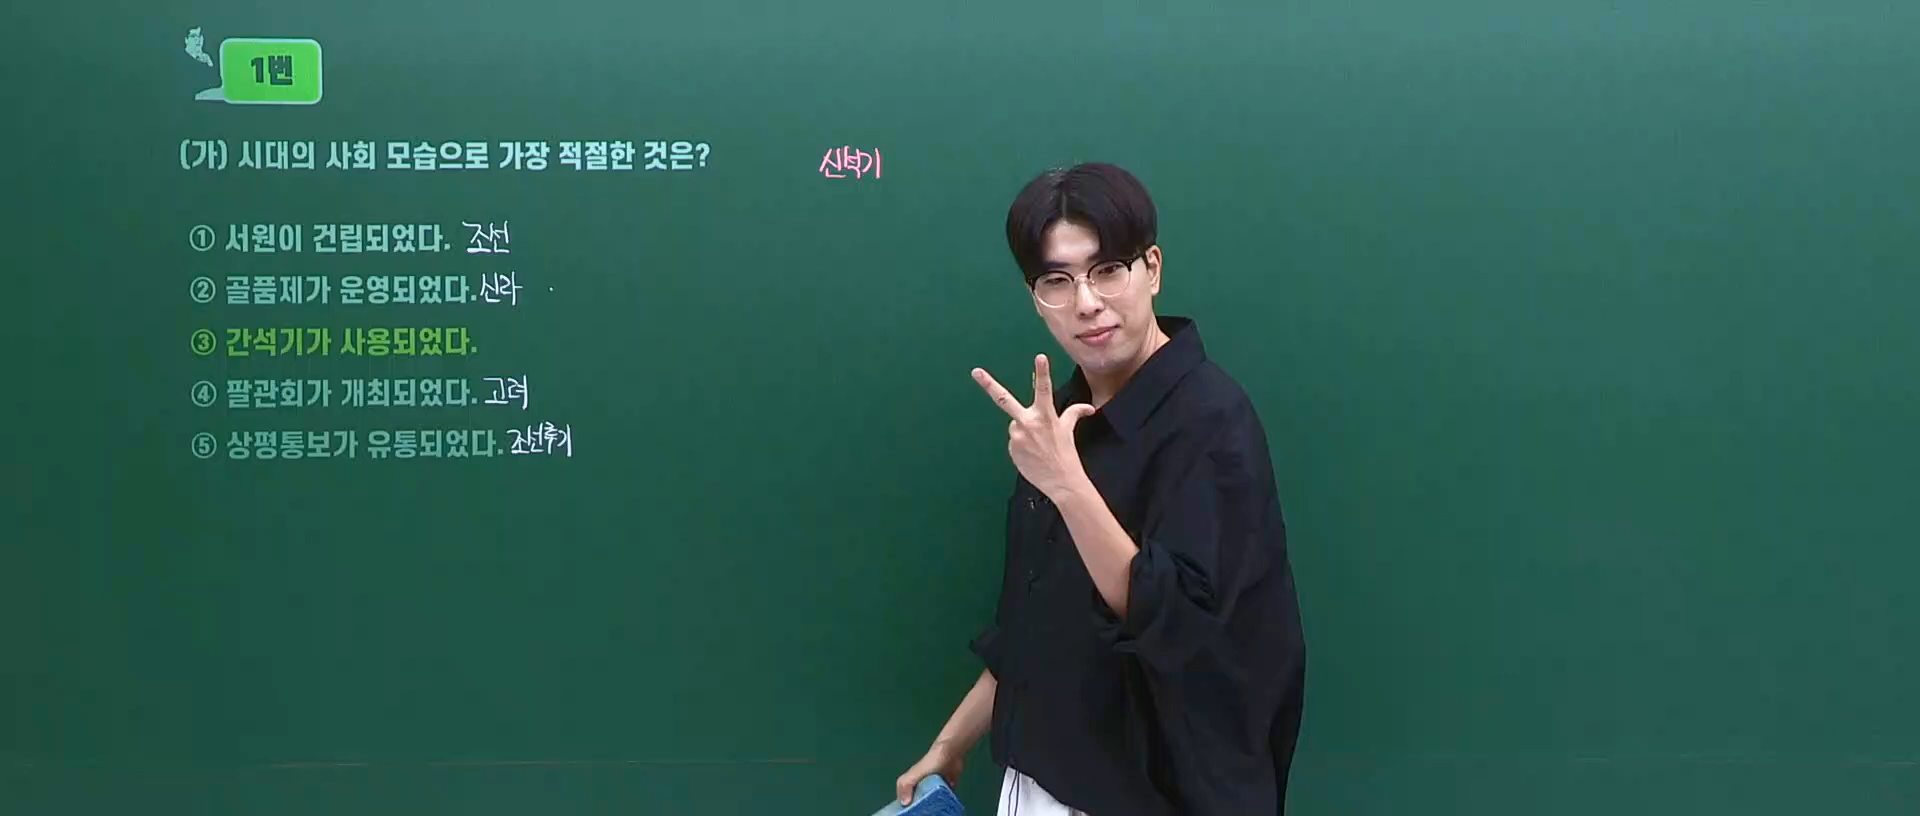 1번
(가) 시대의 사회 모습으로 가장 적절한 것은?
신석기
① 서원이 건립되었다. 조선
② 골품제가 운영되었다. 신라
③ 간석기가 사용되었다.
④ 팔관회가 개최되었다. 고려
⑤ 상평통보가 유통되었다. 조선후기